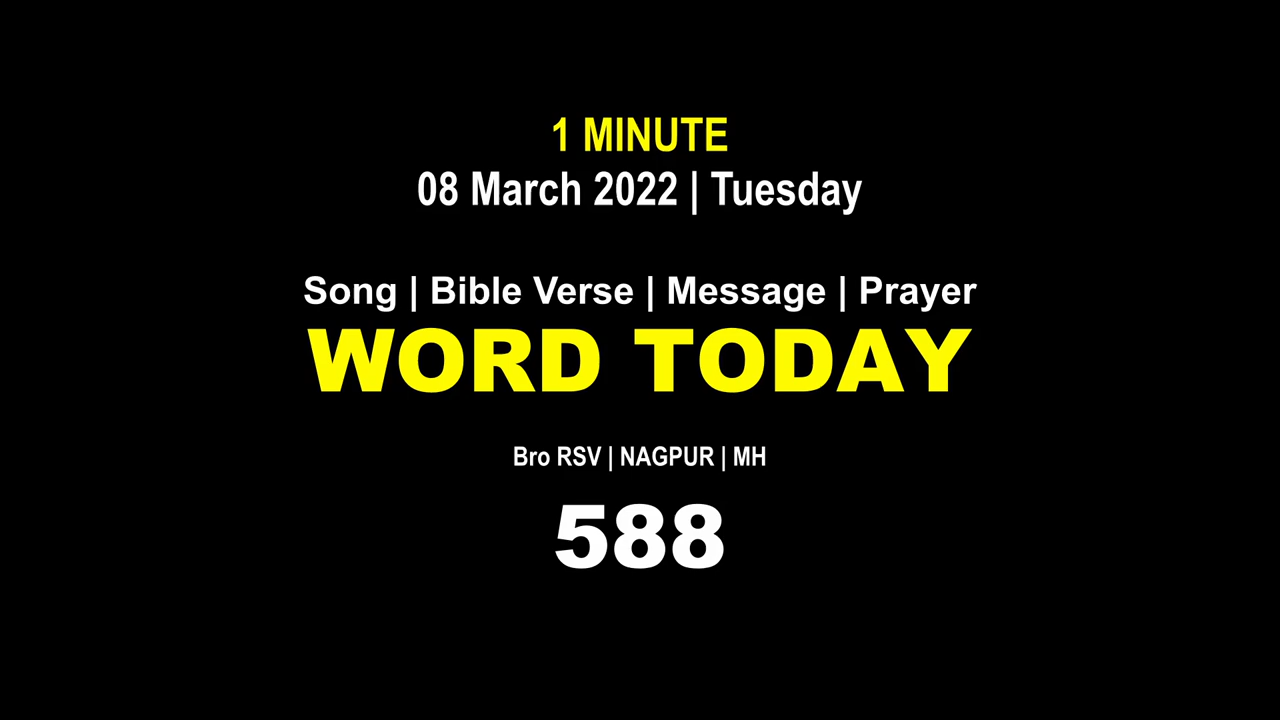 1 MINUTE
08 March 2022 | Tuesday
Song | Bible Verse | Message | Prayer
WORD TODAY
Bro RSV | NAGPUR | MH
588